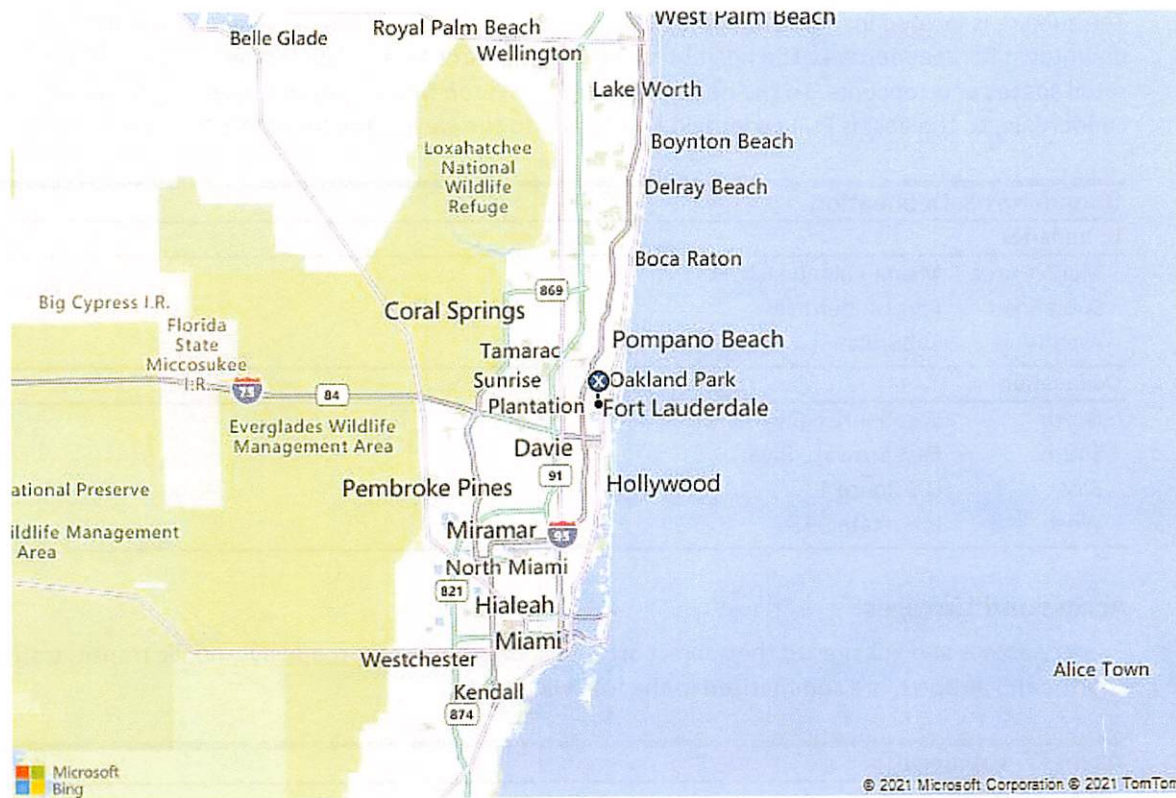 West Palm Beach
Royal Palm Beach
Belle Glade
Wellington
Lake Worth
Boynton Beach
Loxahatchee
National
Wildlife
Refuge
Delray Beach
Boca Raton
869
Big Cypress I.R.
Coral Springs
Florida
State
Miccosukee
I.R.
Pompano Beach
Tamarac
Sunrise
X
Oakland Park
75
84
Plantation
Fort Lauderdale
Everglades Wildlife
Management Area
Davie
91
Hollywood
Pembroke Pines
ational Preserve
Miramar
95
ildlife Management
Area
North Miami
821
Hialeah
Miami
Westchester
Alice Town
Kendall
874
Microsoft
Bing
© 2021 Microsoft Corporation © 2021 TomTom